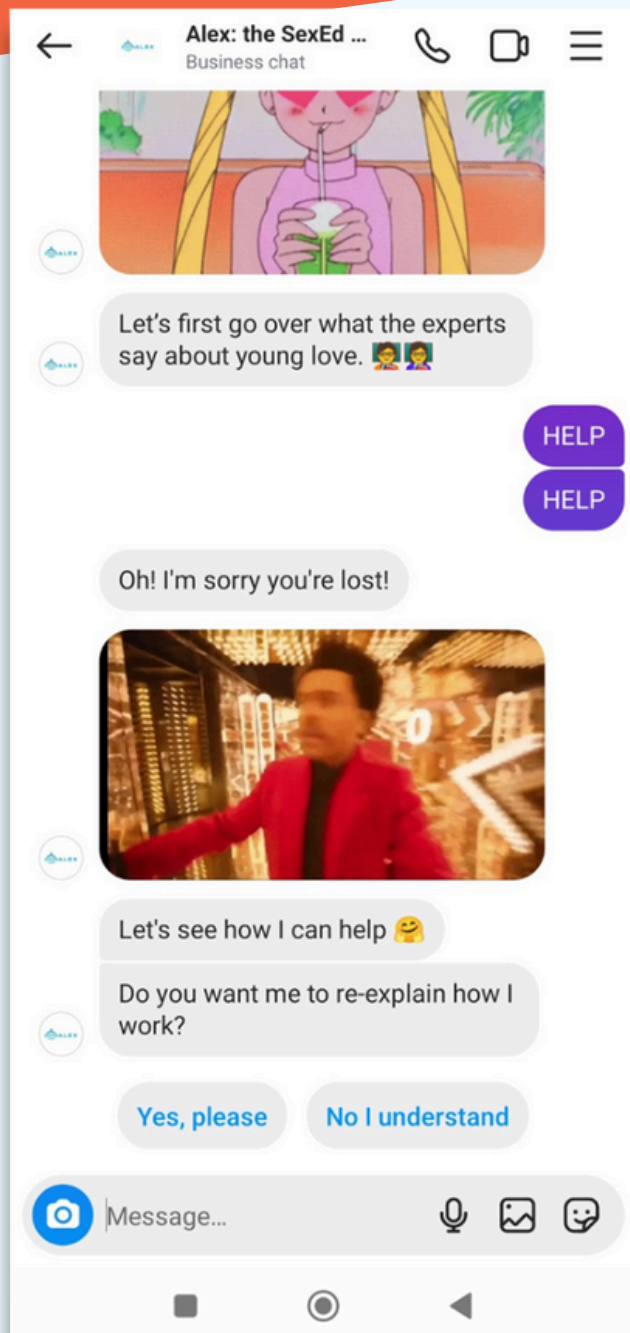 Alex: the SexEd ...
Business chat
Let's first go over what the experts
say about young love. 👩‍🏫👩‍🏫
HELP
HELP
Oh! I'm sorry you're lost!
Let's see how I can help 🤗
Do you want me to re-explain how I
work?
Yes, please
No I understand
Message...